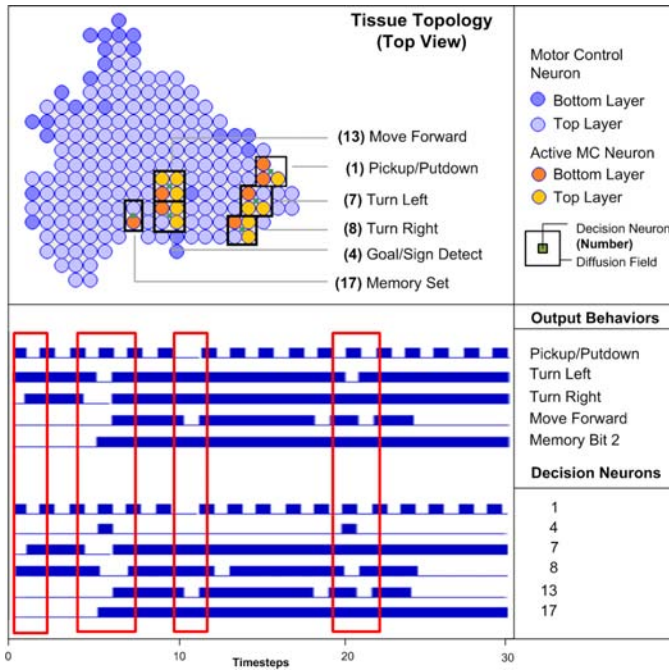 Tissue Topology
(Top View)
(13) Move Forward
(1) Pickup/Putdown
(7) Turn Left
(8) Turn Right
(4) Goal/Sign Detect
(17) Memory Set
Motor Control
Neuron
Bottom Layer
Top Layer
Active MC Neuron
Bottom Layer
Top Layer
Decision Neuron
(Number)
Diffusion Field
Output Behaviors
Pickup/Putdown
Turn Left
Turn Right
Move Forward
Memory Bit 2
Decision Neurons
1
4
7
8
13
17
0
10
20
30
Timesteps